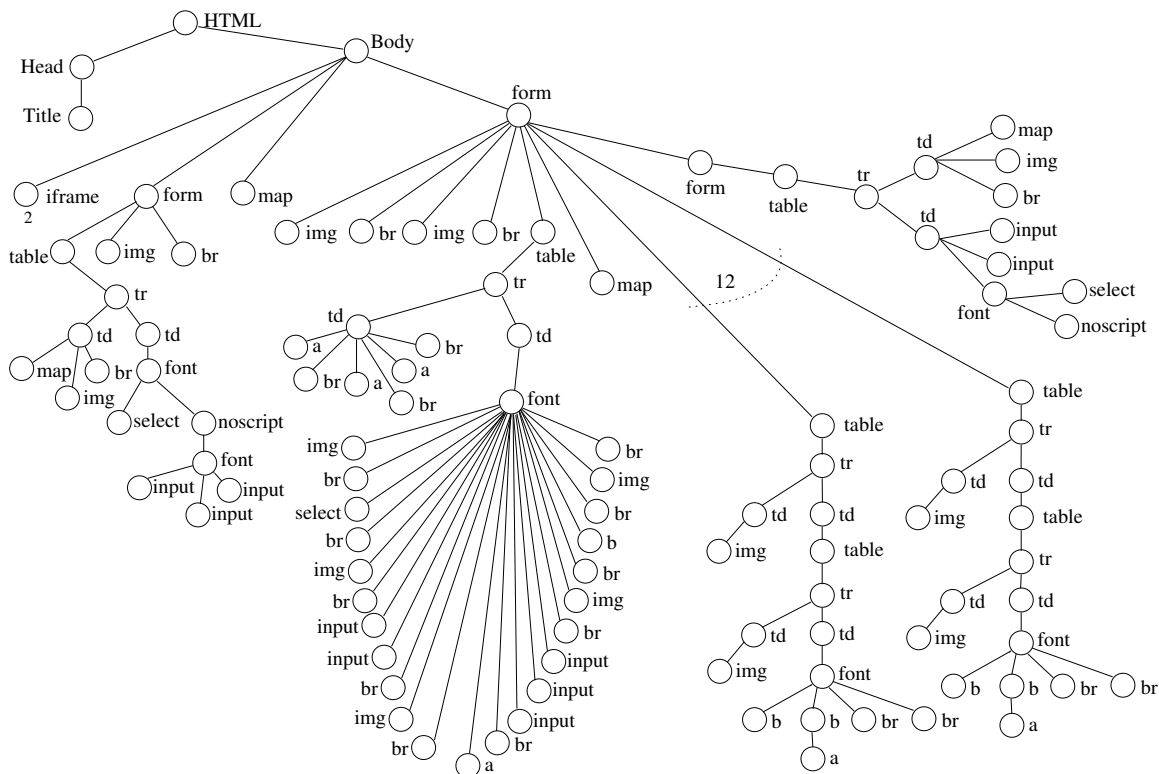 HTML
Body
Head
Title
form
iframe
2
form
map
table
img
br
tr
td
td
map
img
br
font
select
noscript
font
input
input
input
img
br
img
br
table
map
tr
td
td
a
br
a
br
a
br
font
img
br
select
br
img
br
input
input
br
img
br
a
br
input
input
input
br
img
br
b
br
img
br
form
table
tr
td
map
img
br
td
input
input
font
select
noscript
12
table
tr
td
td
img
table
tr
td
td
img
font
b
b
br
br
a
table
tr
td
td
img
table
tr
td
td
img
font
b
b
br
br
a